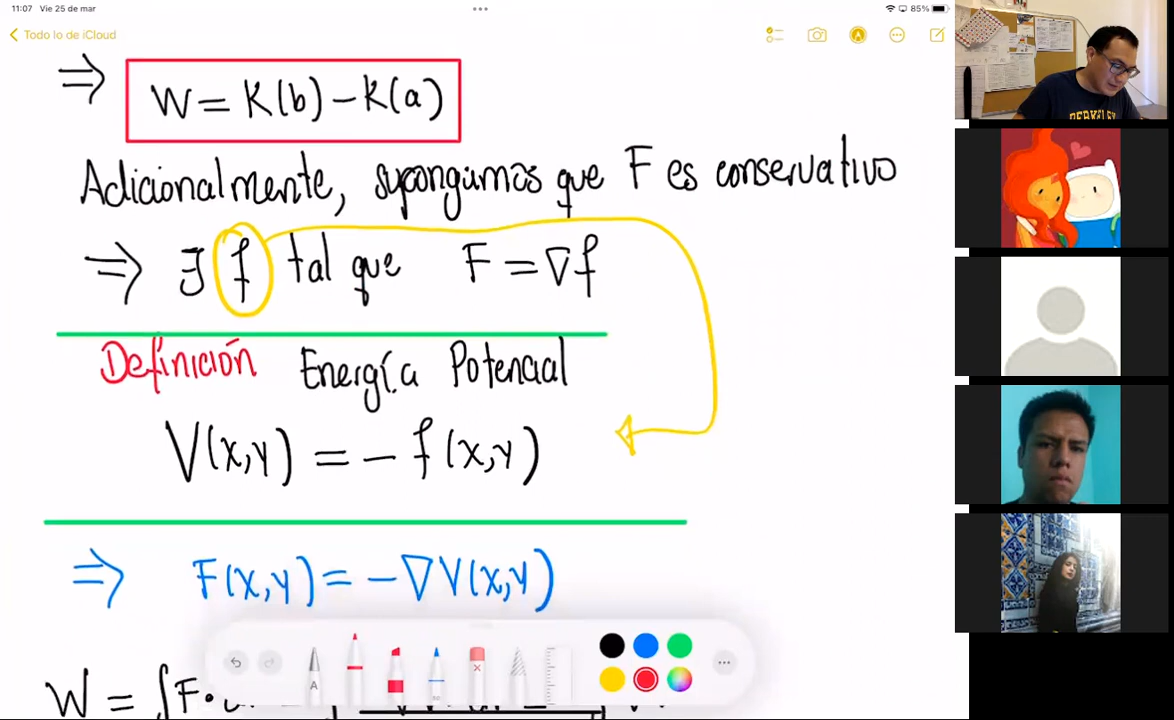 11:07 Vie 25 de mar
85%
Todo lo de iCloud
⇒ W = K(b) - K(a)
Adicionalmente, supongamos que F es conservativo
⇒ ∃ f tal que F = ∇f
Definición Energía Potencial
V(x,y) = - f(x,y)
⇒ F(x,y) = - ∇V(x,y)
W = ∫F·
A
BERKELEY